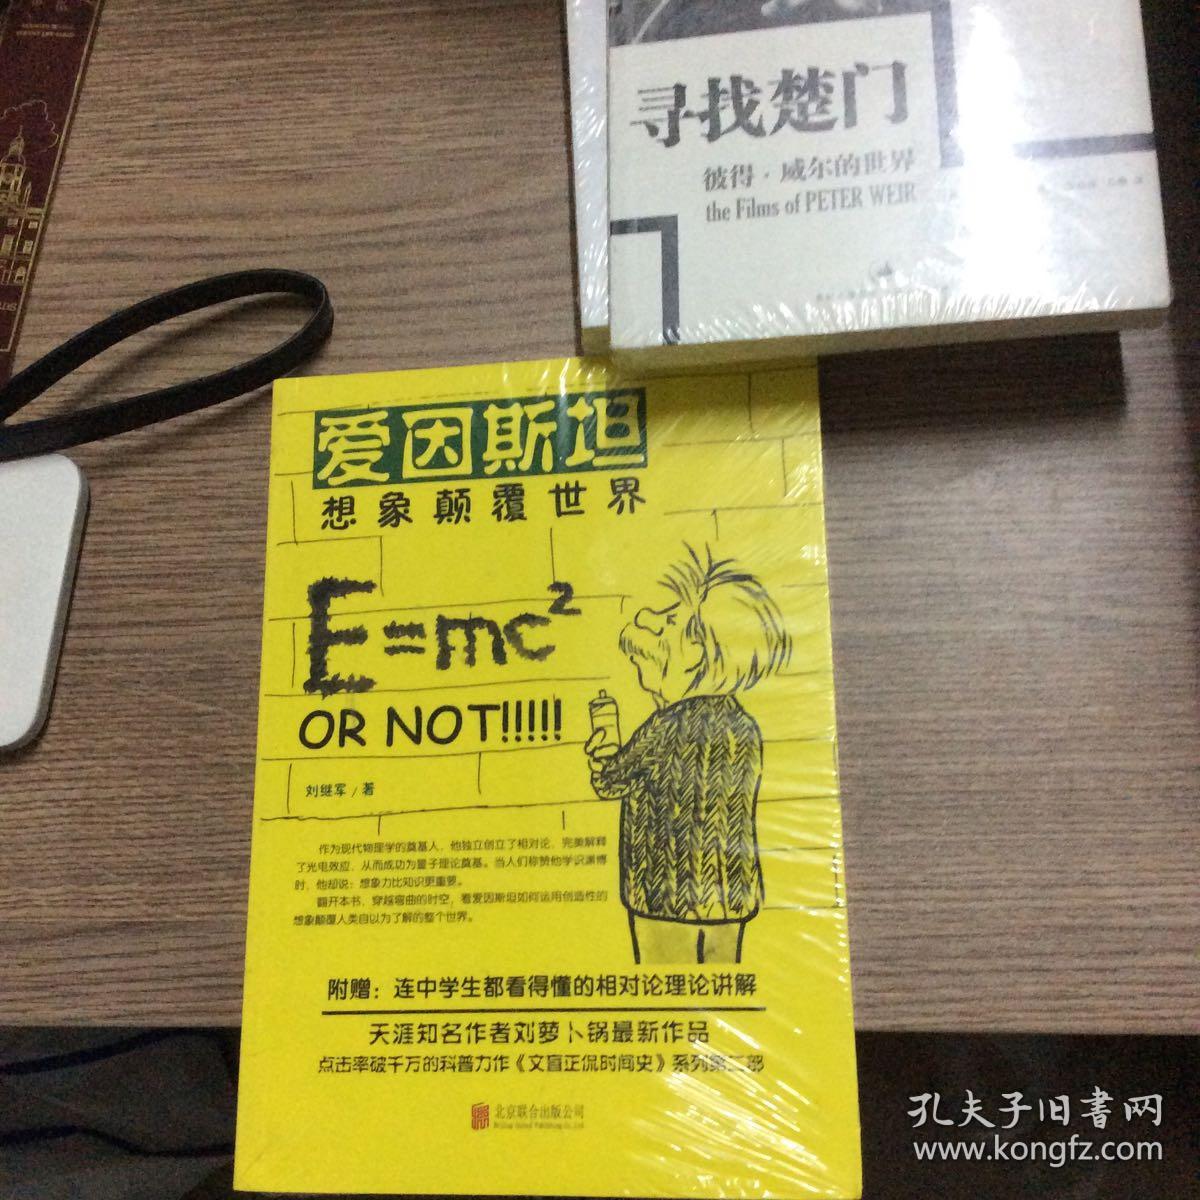 寻找楚门
彼得·威尔的世界
the Films of PETER WEIR
爱因斯坦
想象颠覆世界
E=mc²
OR NOT!!!!!
刘继军／著
作为现代物理学的奠基人，他独立创立了相对论，完美解释
了光电效应，从而成功为量子理论奠基。当人们称赞他学识渊博
时，他却说：想象力比知识更重要。
翻开本书，穿越弯曲的时空，看爱因斯坦如何运用创造性的
想象颠覆人类自以为了解的整个世界。
附赠：连中学生都看得懂的相对论理论讲解
天涯知名作者刘萝卜锅最新作品
点击率破千万的科普力作《文盲正侃时间史》系列第二部
北京联合出版公司
Beijing United Publishing Co.,Ltd.
孔夫子旧書网
www.kongfz.com